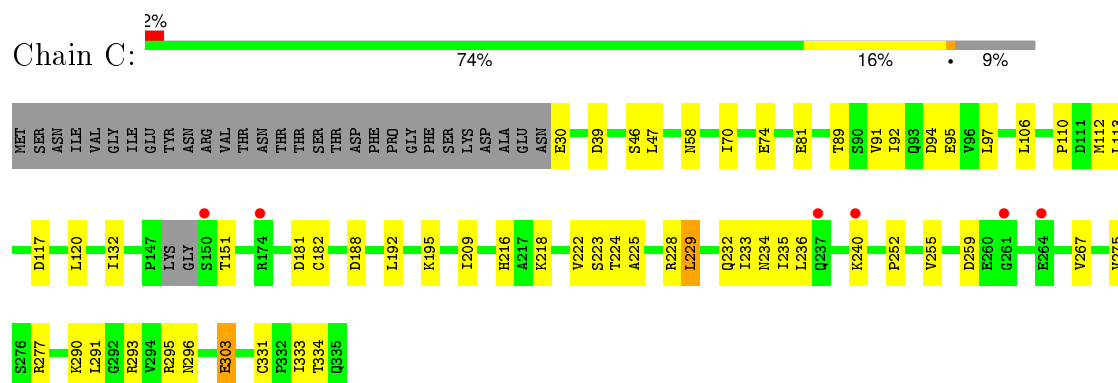 2%
Chain C:
74% 16% • 9%
MET SER ASN ILE VAL GLY ILE GLU TYR ASN ARG VAL THR ASN THR THR SER THR ASP PHE PRO GLY PHE SER LYS ASP ALA GLU ASN E30 D39 S46 L47 N58 I70 E74 E81 T89 S90 V91 I92 Q93 D94 E95 V96 L97 L106 P110 D111 M112 L113
D117 L120 I132 P147 LYS GLY S150 T151 R174 D181 C182 D188 L192 K195 I209 H216 A217 K218 V222 S223 T224 A225 R228 L229 Q232 I233 N234 I235 L236 Q237 K240 P252 V255 D259 E260 G261 E264 V267 V275
S276 R277 K290 L291 G292 R293 V294 R295 N296 E303 C331 P332 I333 T334 Q335